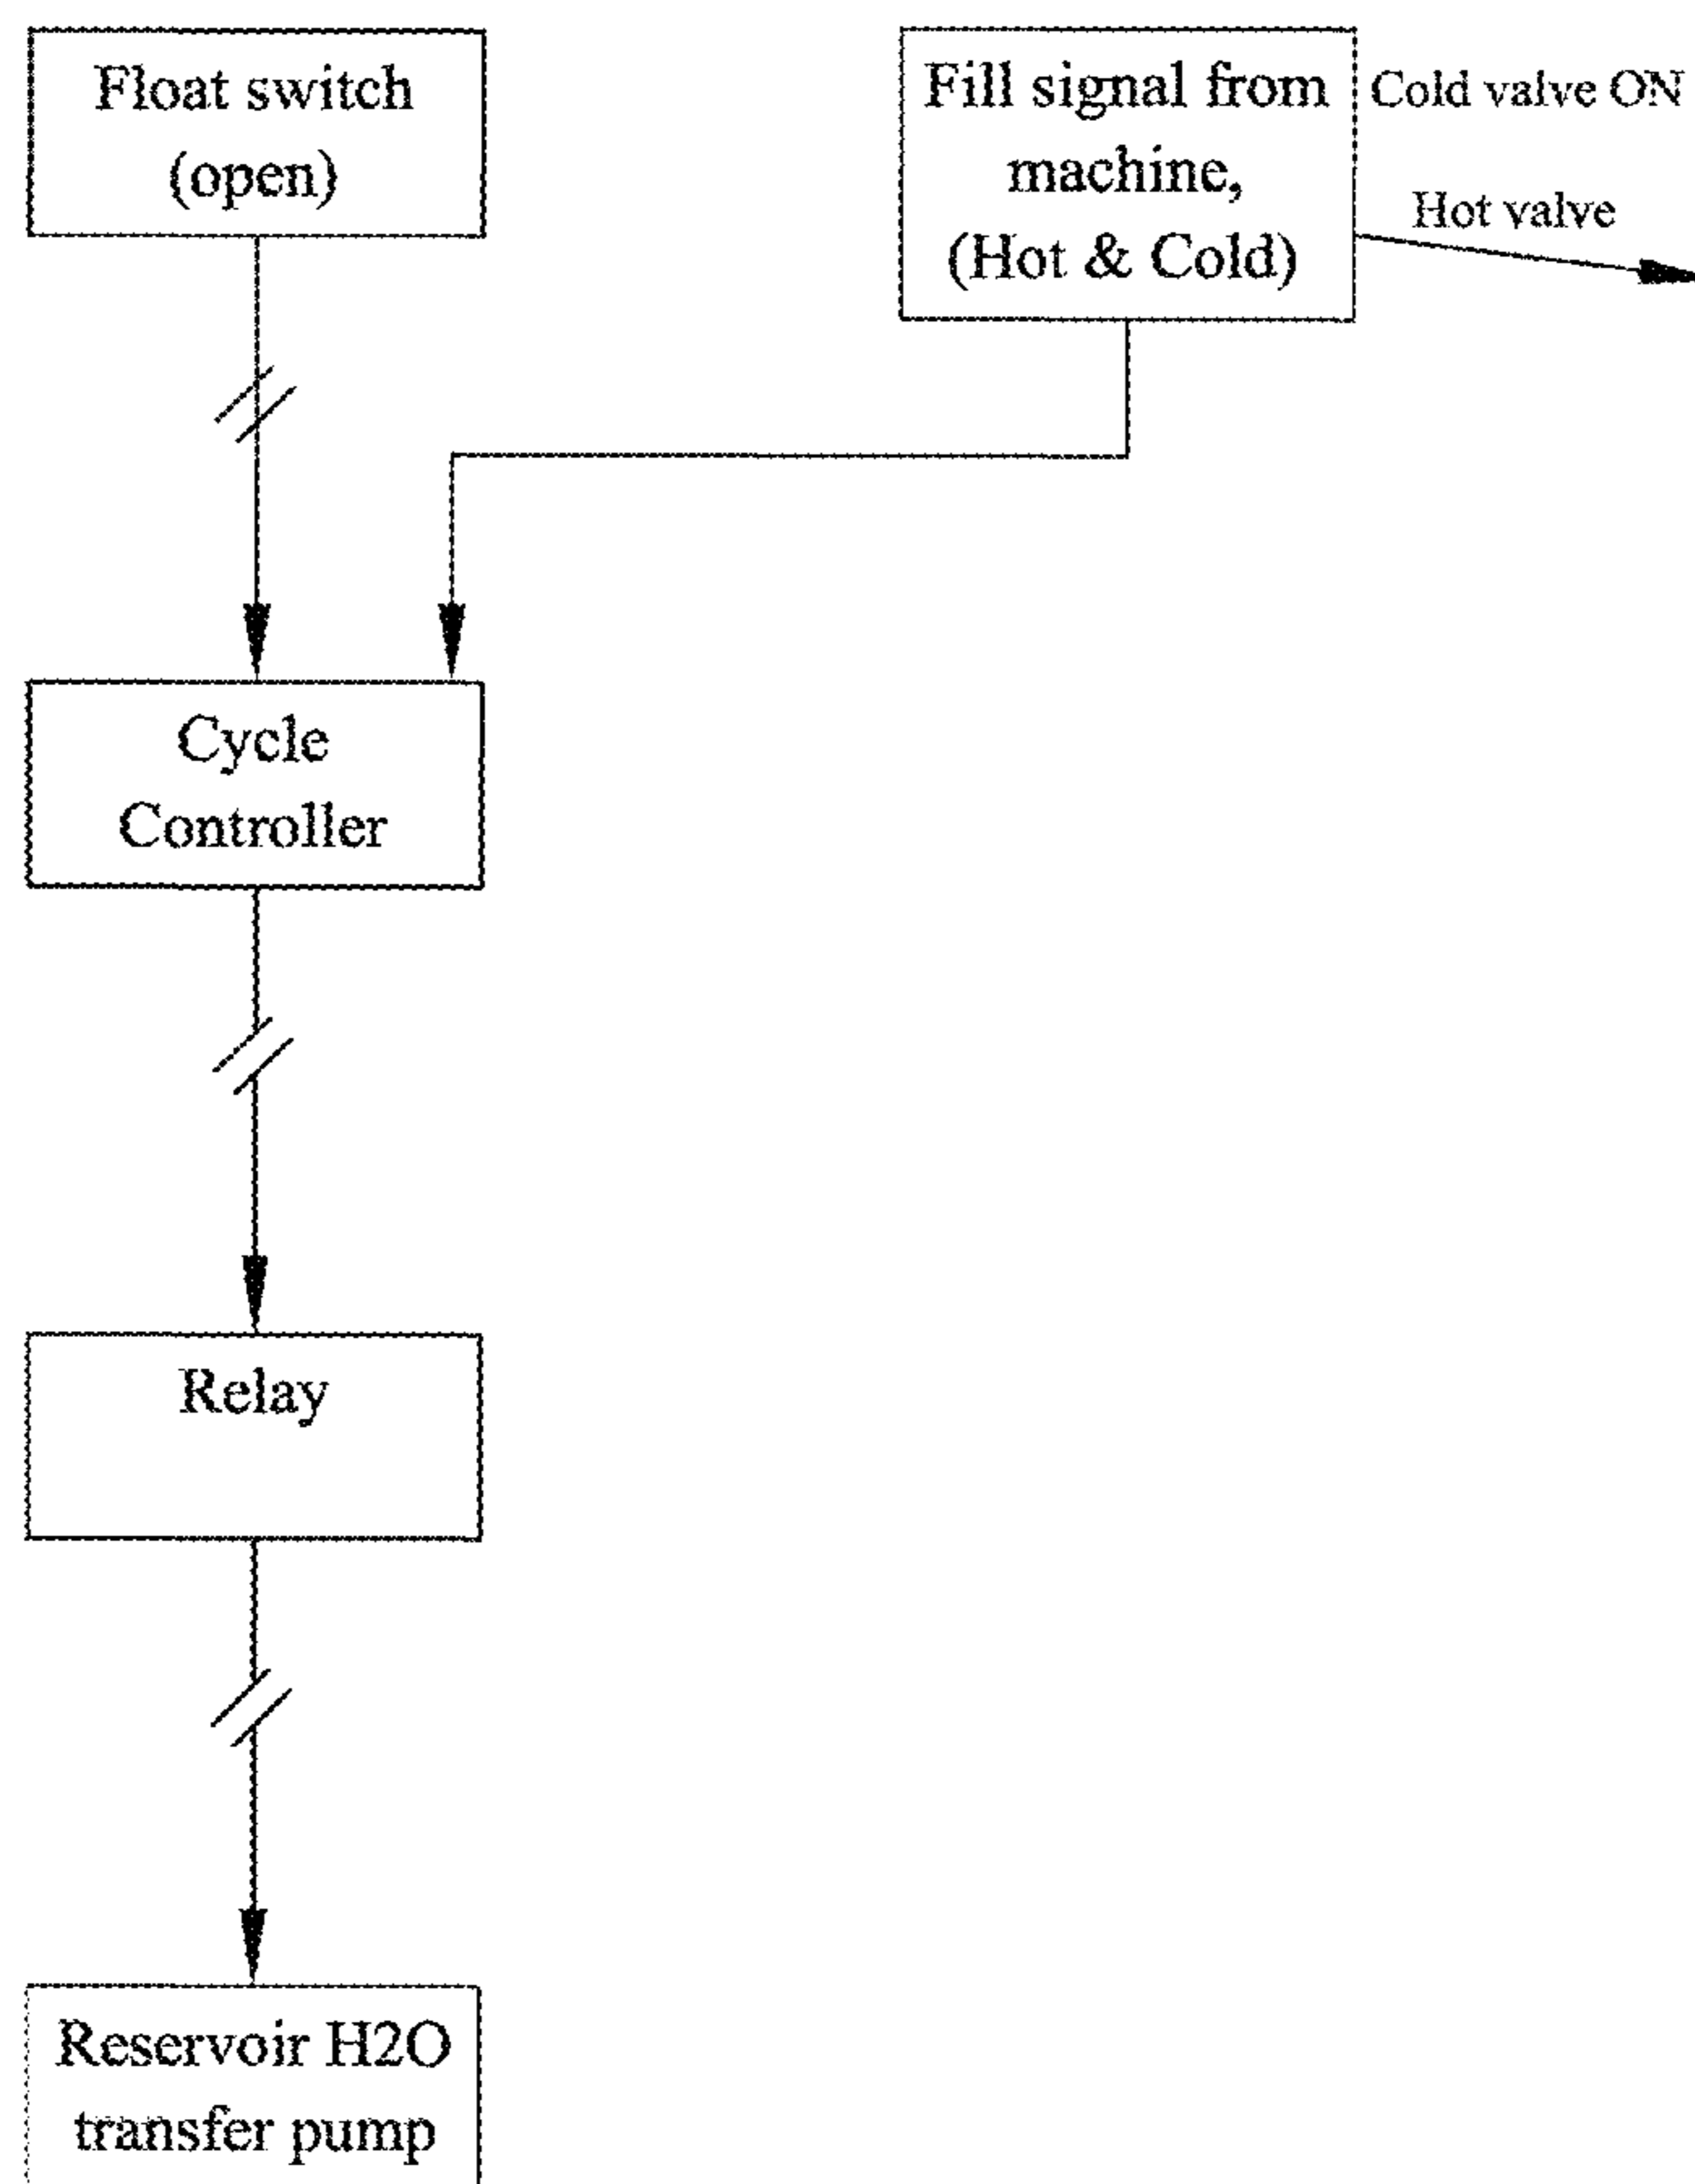 Float switch
(open)
Fill signal from
machine,
(Hot & Cold)
Cold valve ON
Hot valve
Cycle
Controller
Relay
Reservoir H2O
transfer pump